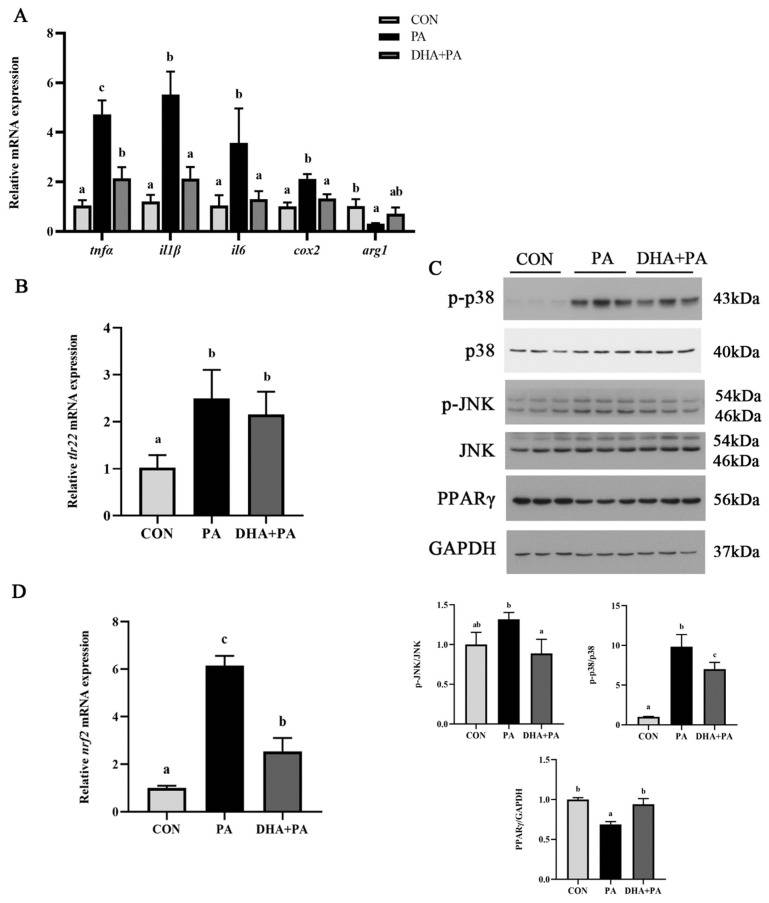 A
CON
PA
DHA+PA
Relative mRNA expression
8
6
4
2
0
a c b
a b a
a b a
a b a
b a ab
tnfα il1β il6 cox2 arg1
B
Relative tlr22 mRNA expression
4
3
2
1
0
a b b
CON PA DHA+PA
C
CON PA DHA+PA
p-p38 43kDa
p38 40kDa
p-JNK 54kDa
46kDa
JNK 54kDa
46kDa
PPARγ 56kDa
GAPDH 37kDa
p-JNK/JNK
1.5
1.0
0.5
0.0
ab b a
CON PA DHA+PA
p-p38/p38
15
10
5
0
a b c
CON PA DHA+PA
PPARγ/GAPDH
1.5
1.0
0.5
0.0
b a b
CON PA DHA+PA
D
Relative nrf2 mRNA expression
8
6
4
2
0
a c b
CON PA DHA+PA